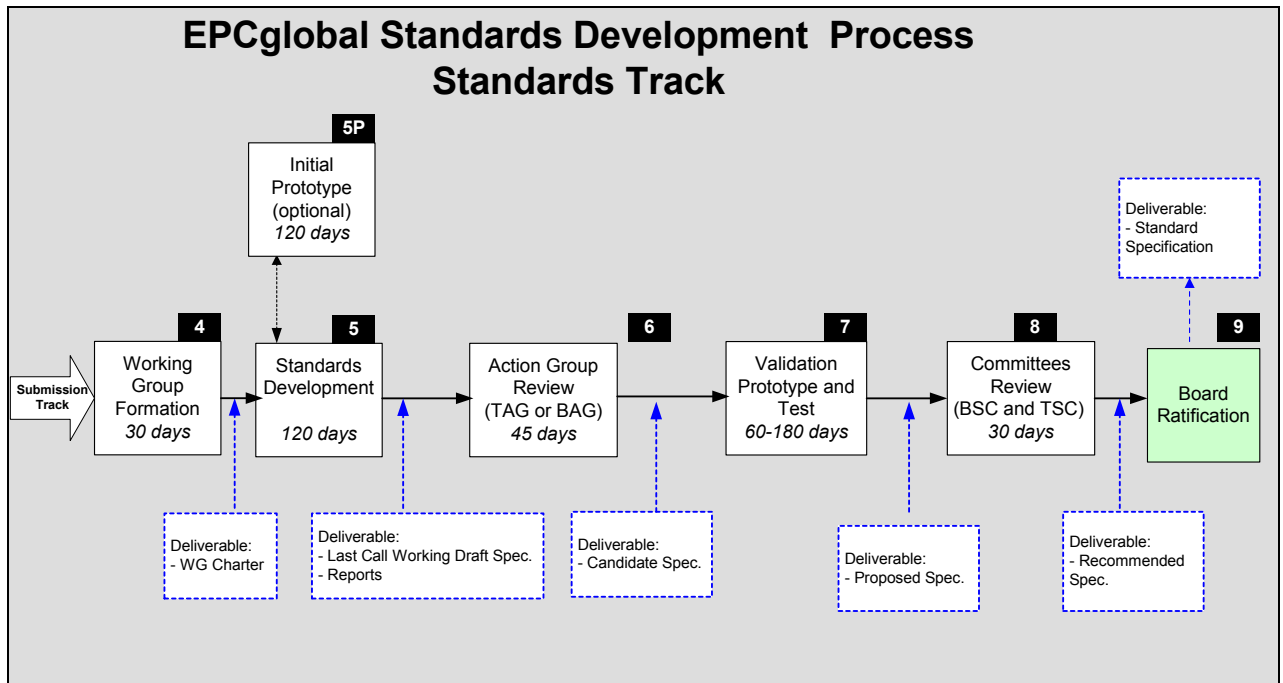 EPCglobal Standards Development Process
Standards Track
5P
Initial
Prototype
(optional)
120 days
Deliverable:
- Standard
Specification
4
5
6
7
8
9
Submission
Track
Working
Group
Formation
30 days
Standards
Development
120 days
Action Group
Review
(TAG or BAG)
45 days
Validation
Prototype and
Test
60-180 days
Committees
Review
(BSC and TSC)
30 days
Board
Ratification
Deliverable:
- WG Charter
Deliverable:
- Last Call Working Draft Spec.
- Reports
Deliverable:
- Candidate Spec.
Deliverable:
- Proposed Spec.
Deliverable:
- Recommended
Spec.